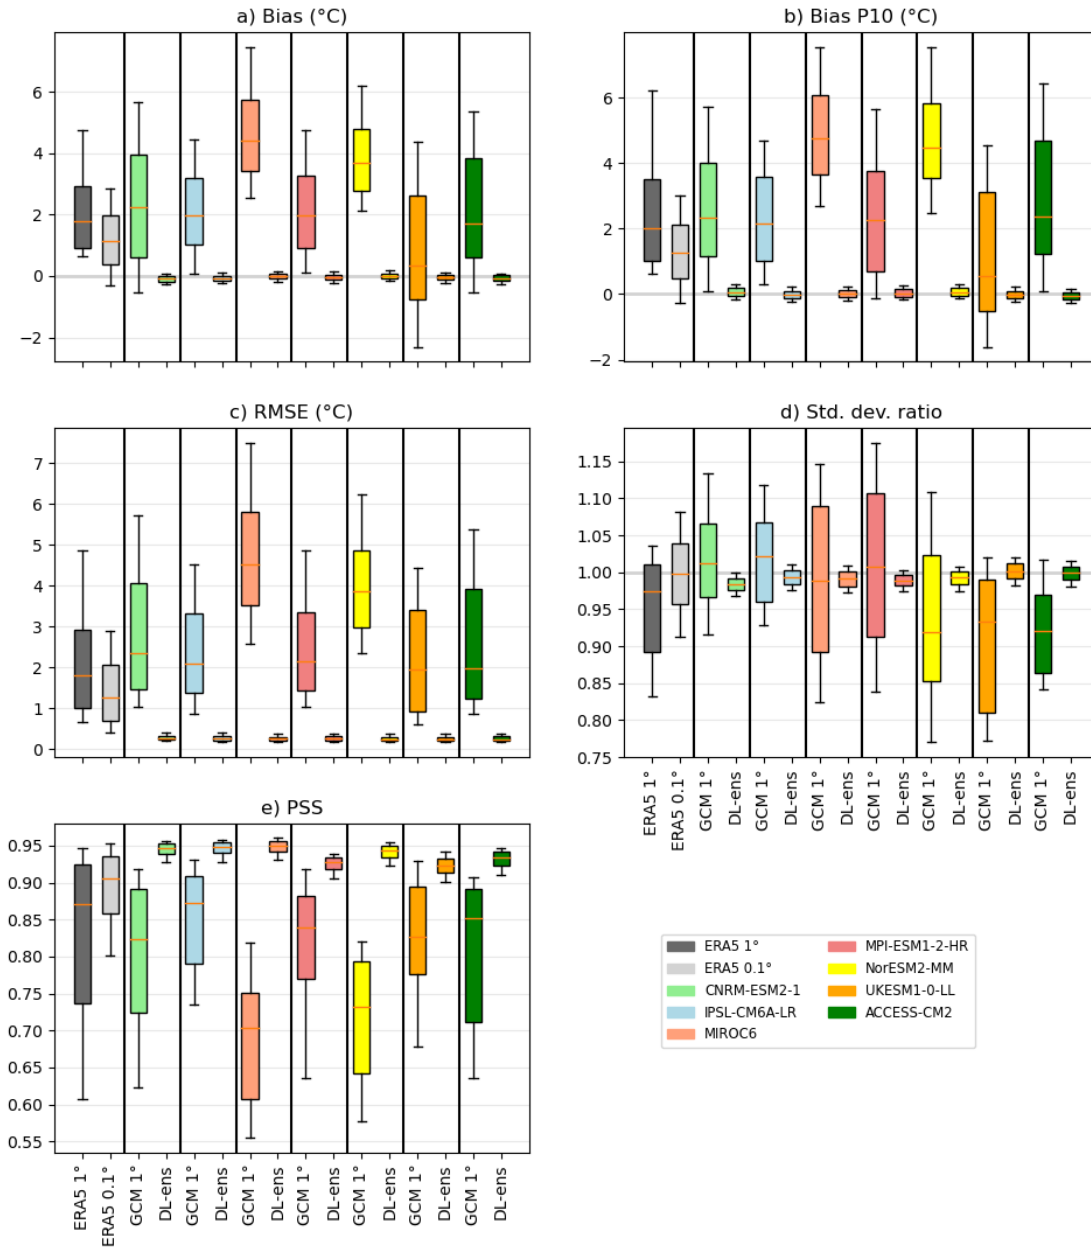 a) Bias (°C)
6
4
2
0
−2
b) Bias P10 (°C)
6
4
2
0
−2
c) RMSE (°C)
7
6
5
4
3
2
1
0
d) Std. dev. ratio
1.15
1.10
1.05
1.00
0.95
0.90
0.85
0.80
0.75
ERA5 1°
ERA5 0.1°
GCM 1°
DL-ens
GCM 1°
DL-ens
GCM 1°
DL-ens
GCM 1°
DL-ens
GCM 1°
DL-ens
GCM 1°
DL-ens
GCM 1°
DL-ens
e) PSS
0.95
0.90
0.85
0.80
0.75
0.70
0.65
0.60
0.55
ERA5 1°
ERA5 0.1°
GCM 1°
DL-ens
GCM 1°
DL-ens
GCM 1°
DL-ens
GCM 1°
DL-ens
GCM 1°
DL-ens
GCM 1°
DL-ens
GCM 1°
DL-ens
ERA5 1°
ERA5 0.1°
CNRM-ESM2-1
IPSL-CM6A-LR
MIROC6
MPI-ESM1-2-HR
NorESM2-MM
UKESM1-0-LL
ACCESS-CM2